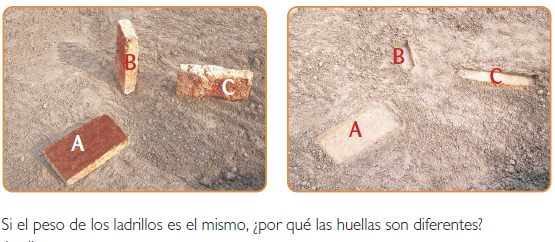 B
C
A
B
C
A
Si el peso de los ladrillos es el mismo, ¿por qué las huellas son diferentes?